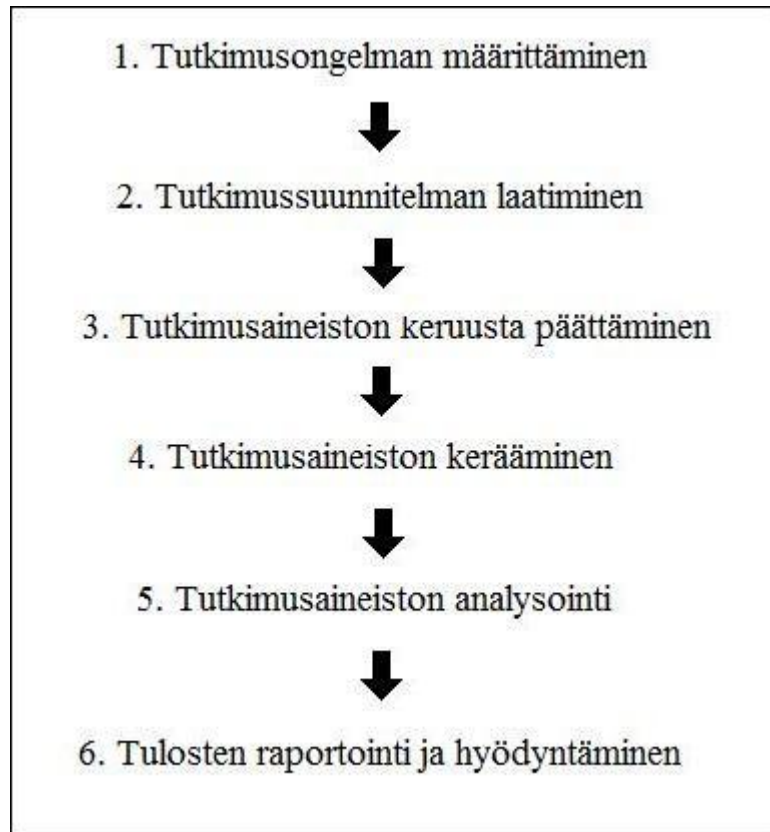 1. Tutkimusongelman määrittäminen
2. Tutkimussuunnitelman laatiminen
3. Tutkimusaineiston keruusta päättäminen
4. Tutkimusaineiston kerääminen
5. Tutkimusaineiston analysointi
6. Tulosten raportointi ja hyödyntäminen